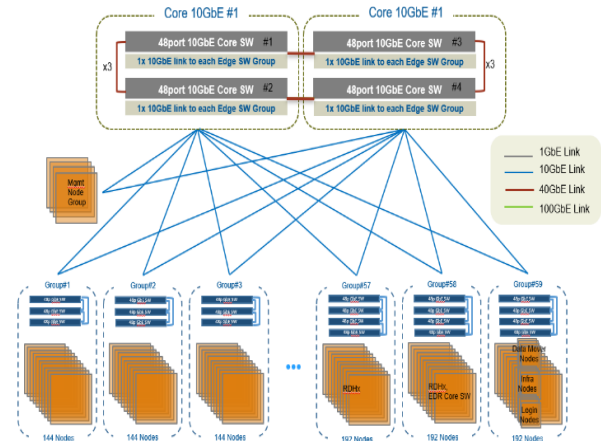 Core 10GbE #1
Core 10GbE #1
48port 10GbE Core SW #1
1x 10GbE link to each Edge SW Group
48port 10GbE Core SW #2
1x 10GbE link to each Edge SW Group
x3
48port 10GbE Core SW #3
1x 10GbE link to each Edge SW Group
48port 10GbE Core SW #4
1x 10GbE link to each Edge SW Group
x3
Mgmt
Node
Group
1GbE Link
10GbE Link
40GbE Link
100GbE Link
Group#1
Group#2
Group#3
Group#57
Group#58
Group#59
144 Nodes
144 Nodes
144 Nodes
RDHx
192 Nodes
RDHx,
EDR Core SW
192 Nodes
Data Mover
Nodes
Infra
Nodes
Login
Nodes
192 Nodes